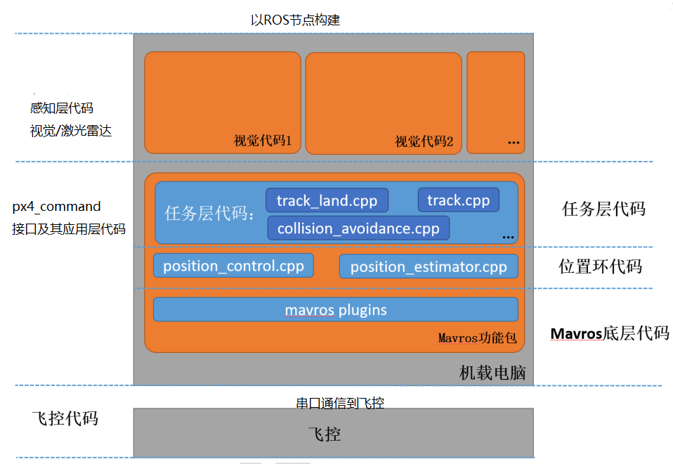 以ROS节点构建
感知层代码
视觉/激光雷达
视觉代码1
视觉代码2
...
px4_command
接口及其应用层代码
任务层代码：
track_land.cpp
track.cpp
collision_avoidance.cpp
...
任务层代码
position_control.cpp
position_estimator.cpp
位置环代码
mavros plugins
Mavros功能包
Mavros底层代码
机载电脑
串口通信到飞控
飞控代码
飞控